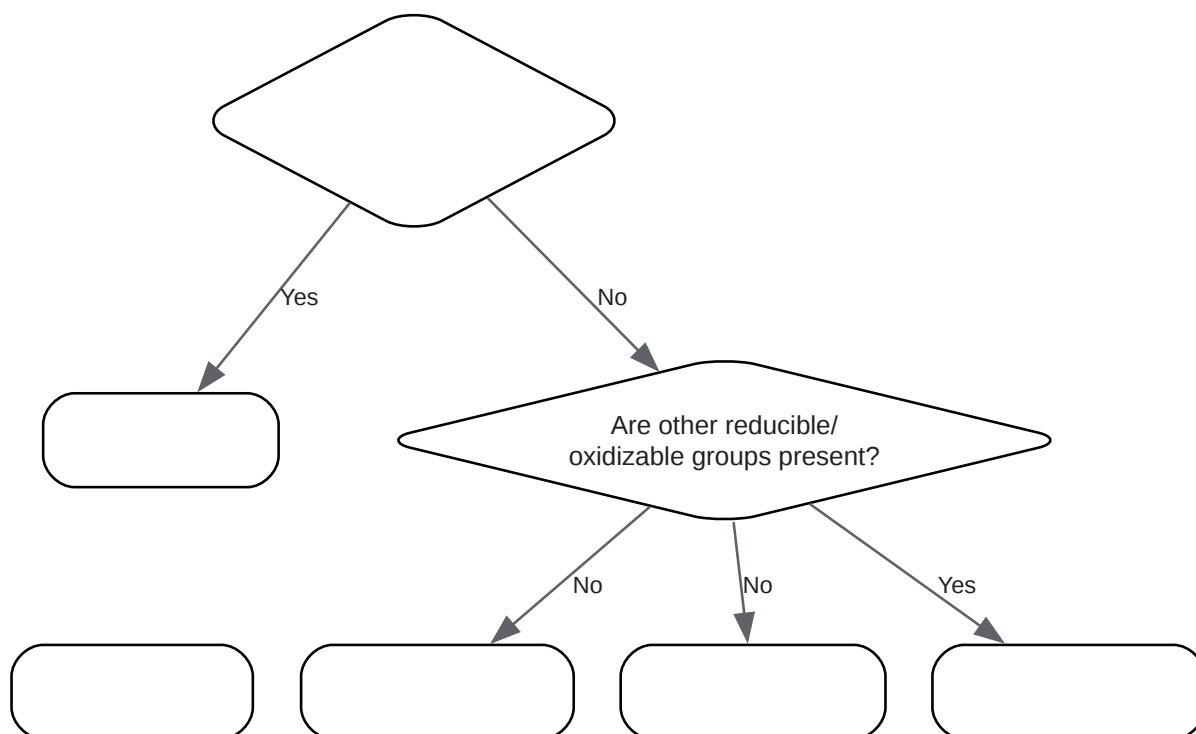 Yes
No
Are other reducible/
oxidizable groups present?
No
No
Yes